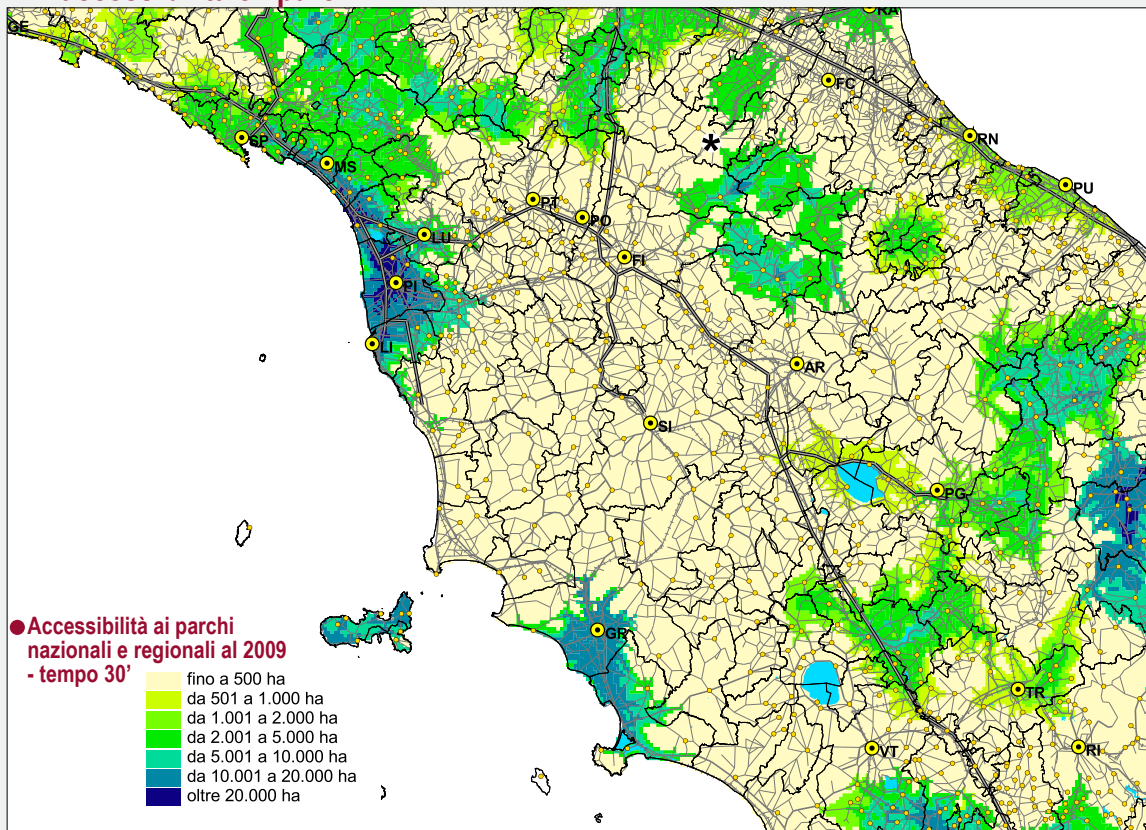 GE
RA
FC
SP
RN
MS
*
PU
PT
PO
LU
FI
PI
LI
AR
SI
PG
Accessibilità ai parchi
nazionali e regionali al 2009
- tempo 30’
GR
fino a 500 ha
da 501 a 1.000 ha
da 1.001 a 2.000 ha
da 2.001 a 5.000 ha
da 5.001 a 10.000 ha
da 10.001 a 20.000 ha
oltre 20.000 ha
TR
VT
RI